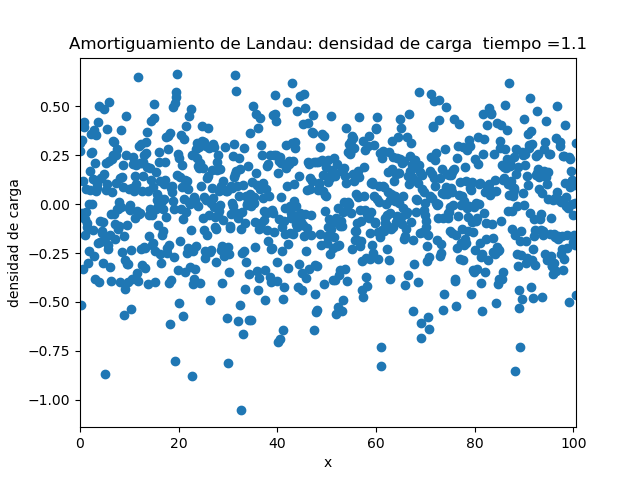 Amortiguamiento de Landau: densidad de carga  tiempo =1.1
densidad de carga
0.50
0.25
0.00
−0.25
−0.50
−0.75
−1.00
0 20 40 60 80 100
x